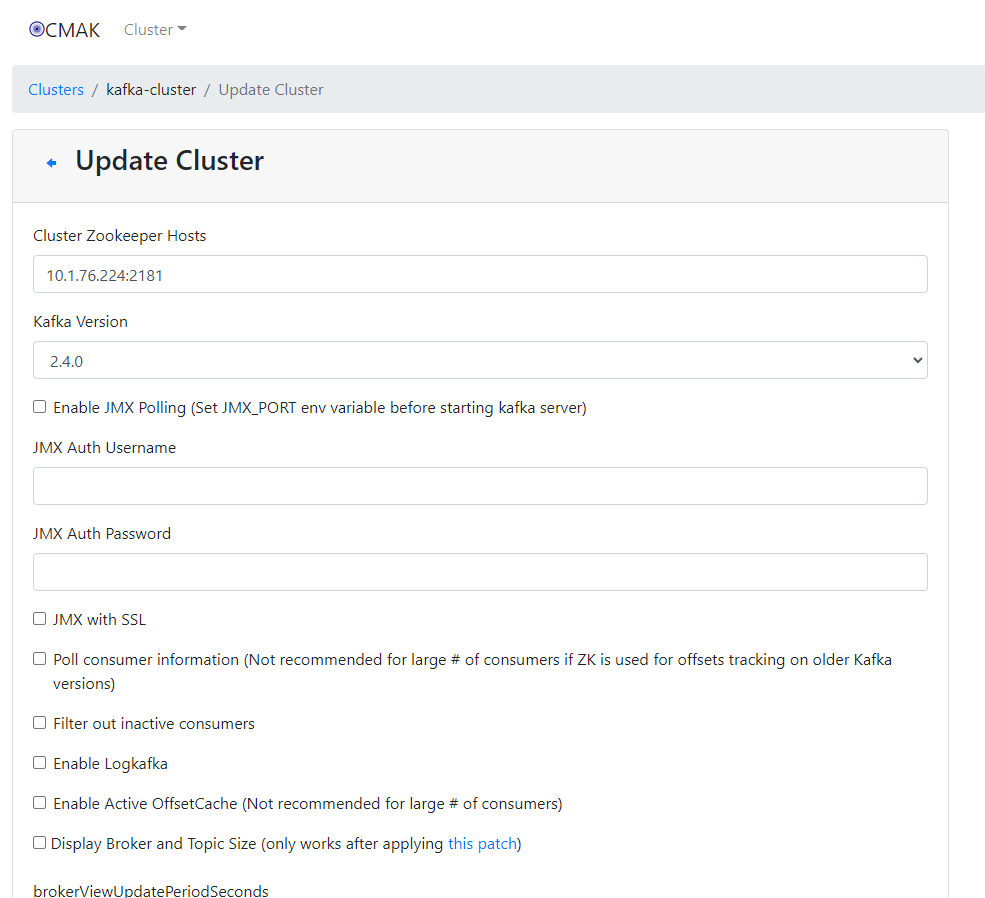 CMAK Cluster
Clusters / kafka-cluster / Update Cluster
Update Cluster
Cluster Zookeeper Hosts
10.1.76.224:2181
Kafka Version
2.4.0
Enable JMX Polling (Set JMX_PORT env variable before starting kafka server)
JMX Auth Username
JMX Auth Password
JMX with SSL
Poll consumer information (Not recommended for large # of consumers if ZK is used for offsets tracking on older Kafka
versions)
Filter out inactive consumers
Enable Logkafka
Enable Active OffsetCache (Not recommended for large # of consumers)
Display Broker and Topic Size (only works after applying this patch)
brokerViewUpdatePeriodSeconds